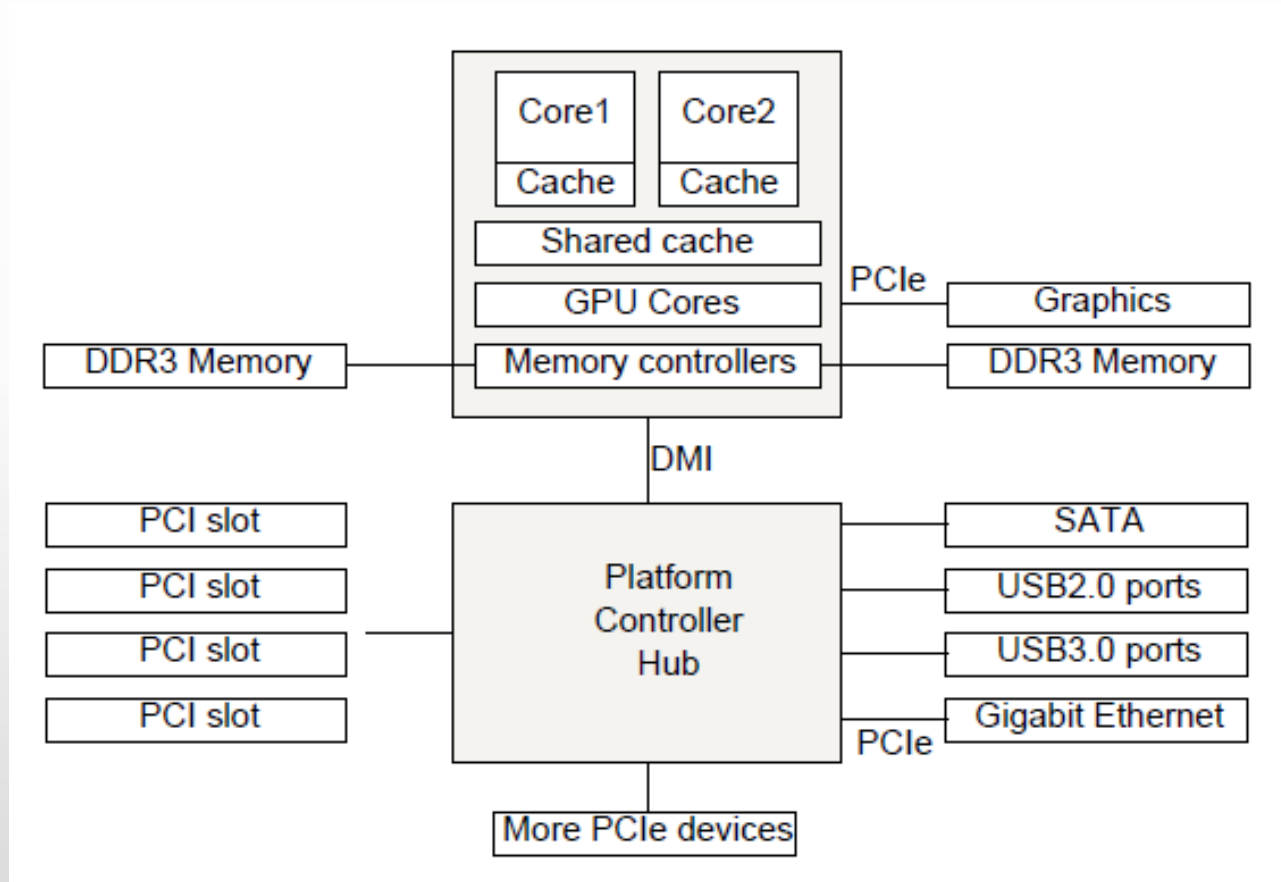 Core1
Core2
Cache
Cache
Shared cache
GPU Cores
PCIe
Graphics
DDR3 Memory
Memory controllers
DDR3 Memory
DMI
PCI slot
SATA
PCI slot
Platform
Controller
Hub
USB2.0 ports
PCI slot
USB3.0 ports
PCI slot
Gigabit Ethernet
PCIe
More PCIe devices